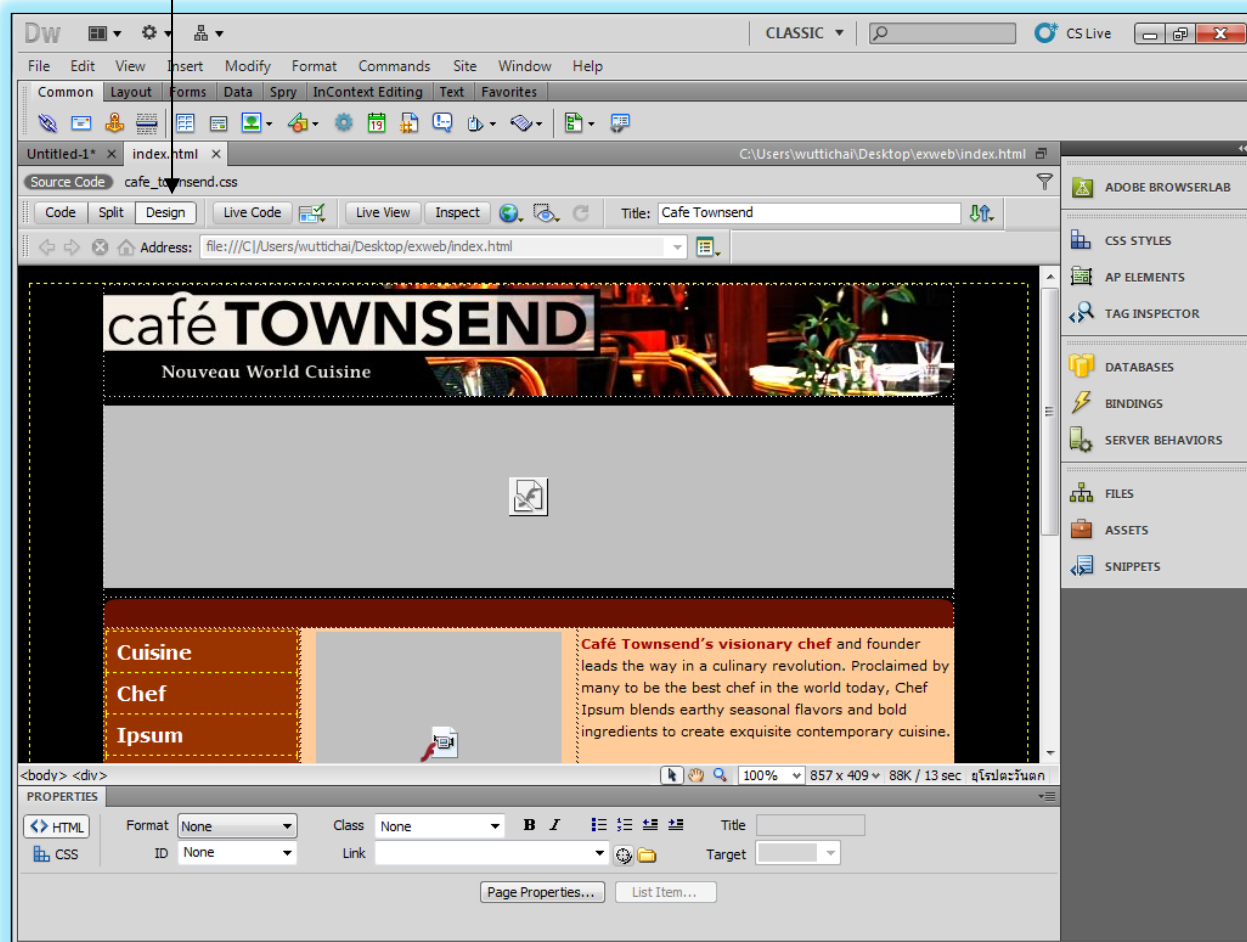 Dw CLASSIC CS Live
File Edit View Insert Modify Format Commands Site Window Help
Common Layout Forms Data Spry InContext Editing Text Favorites
19
Untitled-1* index.html C:\Users\wuttichai\Desktop\exweb\index.html
Source Code cafe_townsend.css
Code Split Design Live Code Live View Inspect Title: Cafe Townsend
Address: file:///C|/Users/wuttichai/Desktop/exweb/index.html
ADOBE BROWSERLAB
CSS STYLES
AP ELEMENTS
TAG INSPECTOR
DATABASES
BINDINGS
SERVER BEHAVIORS
FILES
ASSETS
SNIPPETS
café TOWNSEND
Nouveau World Cuisine
Cuisine
Chef
Ipsum
Café Townsend's visionary chef and founder
leads the way in a culinary revolution. Proclaimed by
many to be the best chef in the world today, Chef
Ipsum blends earthy seasonal flavors and bold
ingredients to create exquisite contemporary cuisine.
<body> <div> 100% 857 x 409 88K / 13 sec ยุโรปตะวันตก
PROPERTIES
<> HTML Format None Class None B I Title
CSS ID None Link Target
Page Properties... List Item...